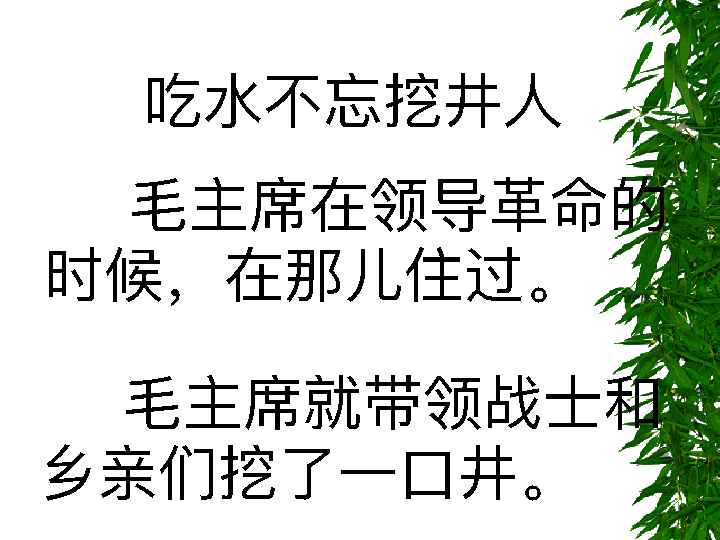 吃水不忘挖井人
毛主席在领导革命的
时候，在那儿住过。
毛主席就带领战士和
乡亲们挖了一口井。